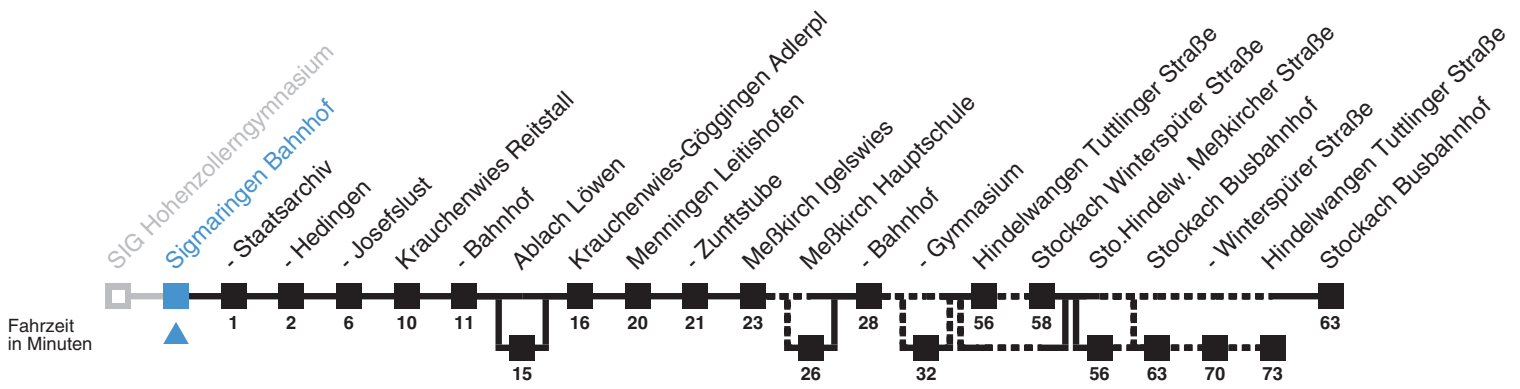 SIG Hohenzollerngymnasium
Sigmaringen Bahnhof
- Staatsarchiv
- Hedingen
- Josefslust
Krauchenwies Reitstall
- Bahnhof
Ablach Löwen
Krauchenwies-Göggingen Adlerpl
Menningen Leitishofen
- Zunftstube
Meßkirch Igelswies
Meßkirch Hauptschule
- Bahnhof
- Gymnasium
Hindelwangen Tuttlinger Straße
Stockach Winterspürer Straße
Sto.Hindelw. Meßkircher Straße
Stockach Busbahnhof
- Winterspürer Straße
Hindelwangen Tuttlinger Straße
Stockach Busbahnhof
Fahrzeit
in Minuten
1 2 6 10 11 16 20 21 23 28 56 58 63
15 26 32 56 63 70 73